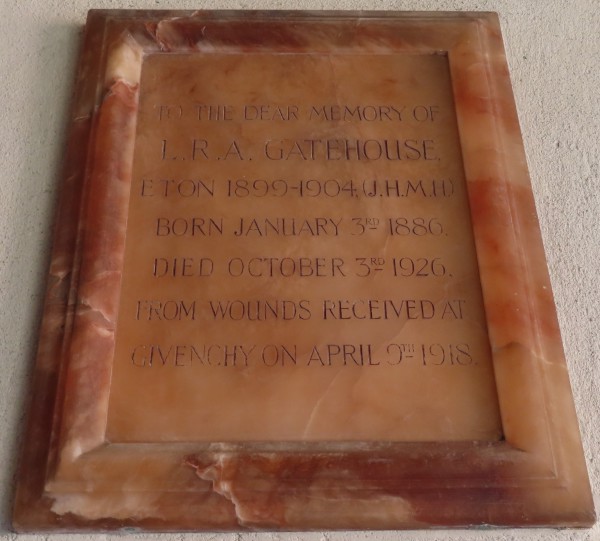 TO THE DEAR MEMORY OF
L.R.A. GATEHOUSE.
ETON 1899-1904.(J.H.M.H)
BORN JANUARY 3RD 1886.
DIED OCTOBER 3RD 1926.
FROM WOUNDS RECEIVED AT
GIVENCHY ON APRIL 9TH 1918.